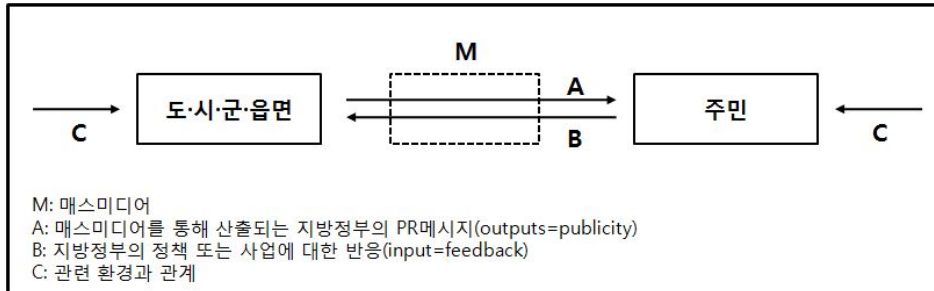 M
A
도·시·군·읍면
주민
C
B
C
M: 매스미디어
A: 매스미디어를 통해 산출되는 지방정부의 PR메시지(outputs=publicity)
B: 지방정부의 정책 또는 사업에 대한 반응(input=feedback)
C: 관련 환경과 관계